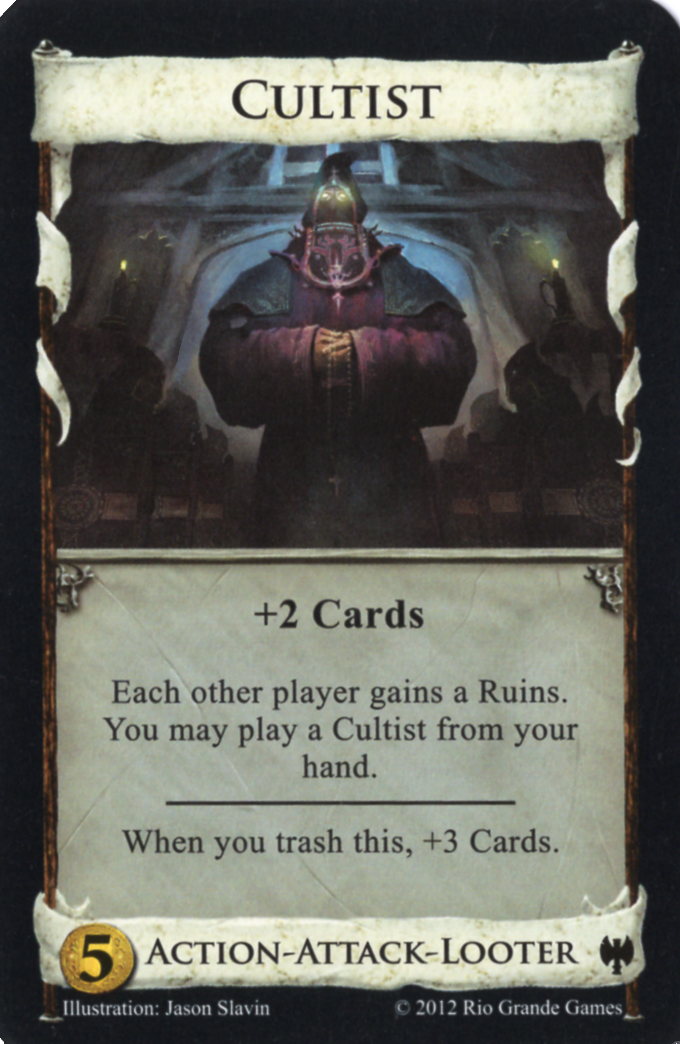 Cultist
+2 Cards
Each other player gains a Ruins.
You may play a Cultist from your
hand.
When you trash this, +3 Cards.
5 Action-Attack-Looter
Illustration: Jason Slavin © 2012 Rio Grande Games